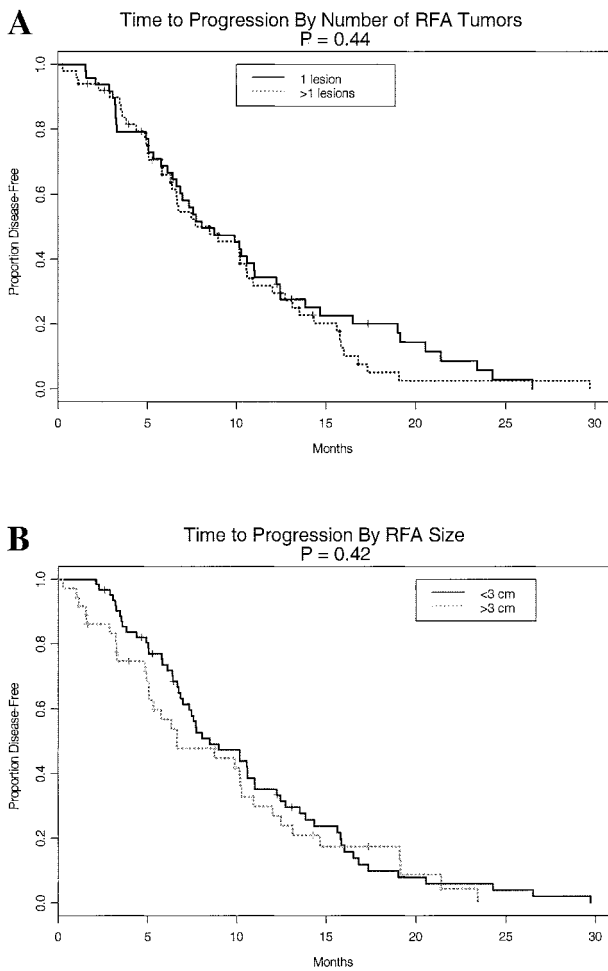 A
Time to Progression By Number of RFA Tumors
P = 0.44
1 lesion
>1 lesions
Proportion Disease-Free
1.0
0.8
0.6
0.4
0.2
0.0
0 5 10 15 20 25 30
Months
B
Time to Progression By RFA Size
P = 0.42
<3 cm
>3 cm
Proportion Disease-Free
1.0
0.8
0.6
0.4
0.2
0.0
0 5 10 15 20 25 30
Months